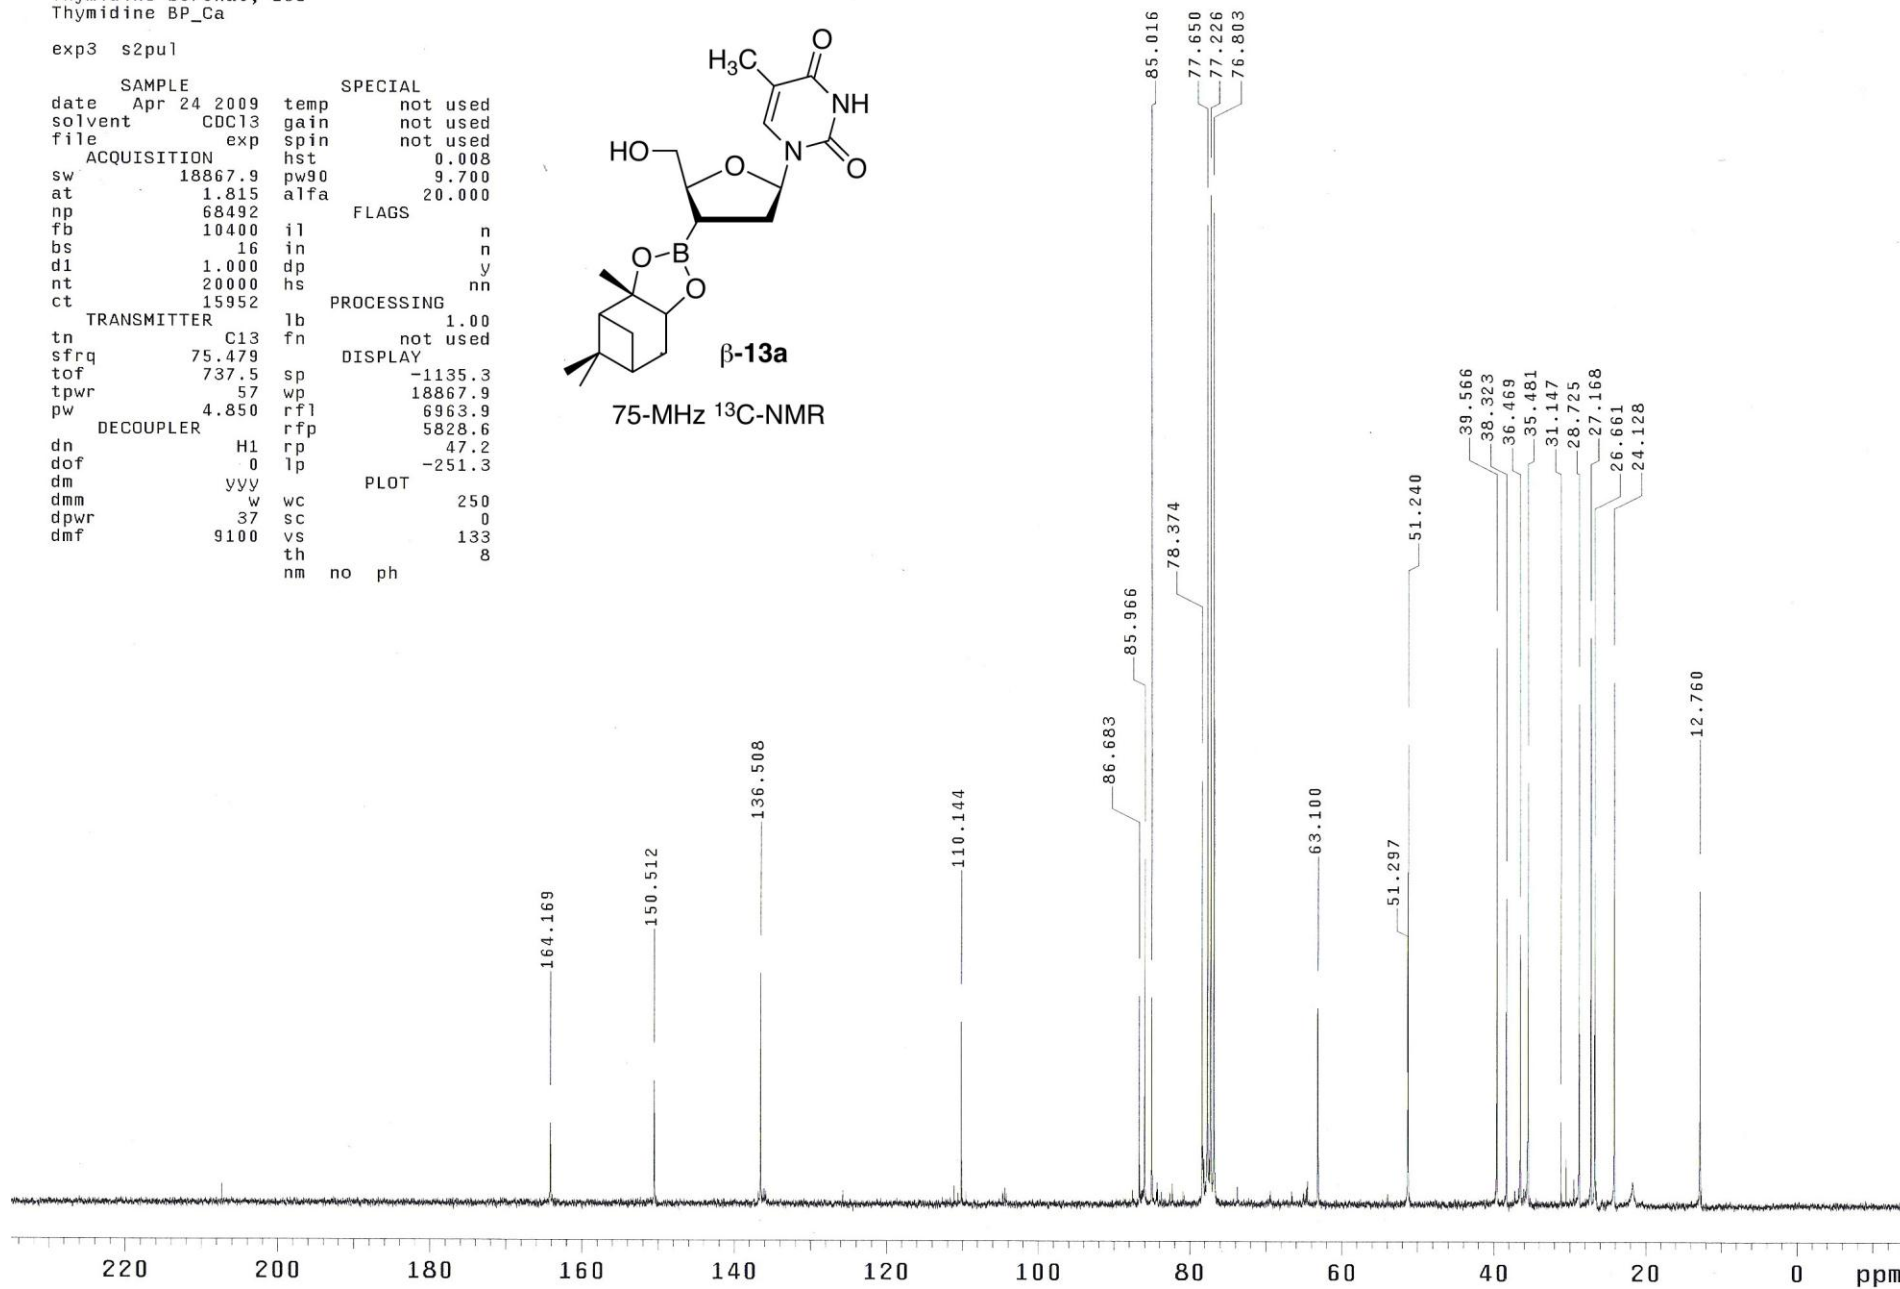 Thymidine BP_Ca
exp3 s2pul
SAMPLE
date Apr 24 2009
solvent CDCl3
file exp
ACQUISITION
sw 18867.9
at 1.815
np 68492
fb 10400
bs 16
d1 1.000
nt 20000
ct 15952
TRANSMITTER
tn C13
sfrq 75.479
tof 737.5
tpwr 57
pw 4.850
DECOUPLER
dn H1
dof 0
dm yyy
dmm w
dpwr 37
dmf 9100
SPECIAL
temp not used
gain not used
spin not used
hst 0.008
pw90 9.700
alfa 20.000
FLAGS
il n
in n
dp y
hs nn
PROCESSING
lb 1.00
fn not used
DISPLAY
sp -1135.3
wp 18867.9
rfl 6963.9
rfp 5828.6
rp 47.2
lp -251.3
PLOT
wc 250
sc 0
vs 133
th 8
nm no ph
H3C
O
NH
N
O
HO
O
O
B
O
β-13a
75-MHz 13C-NMR
164.169
150.512
136.508
110.144
86.683
85.966
85.016
78.374
77.650
77.226
76.803
63.100
51.297
51.240
39.566
38.323
36.469
35.481
31.147
28.725
27.168
26.661
24.128
12.760
220 200 180 160 140 120 100 80 60 40 20 0 ppm